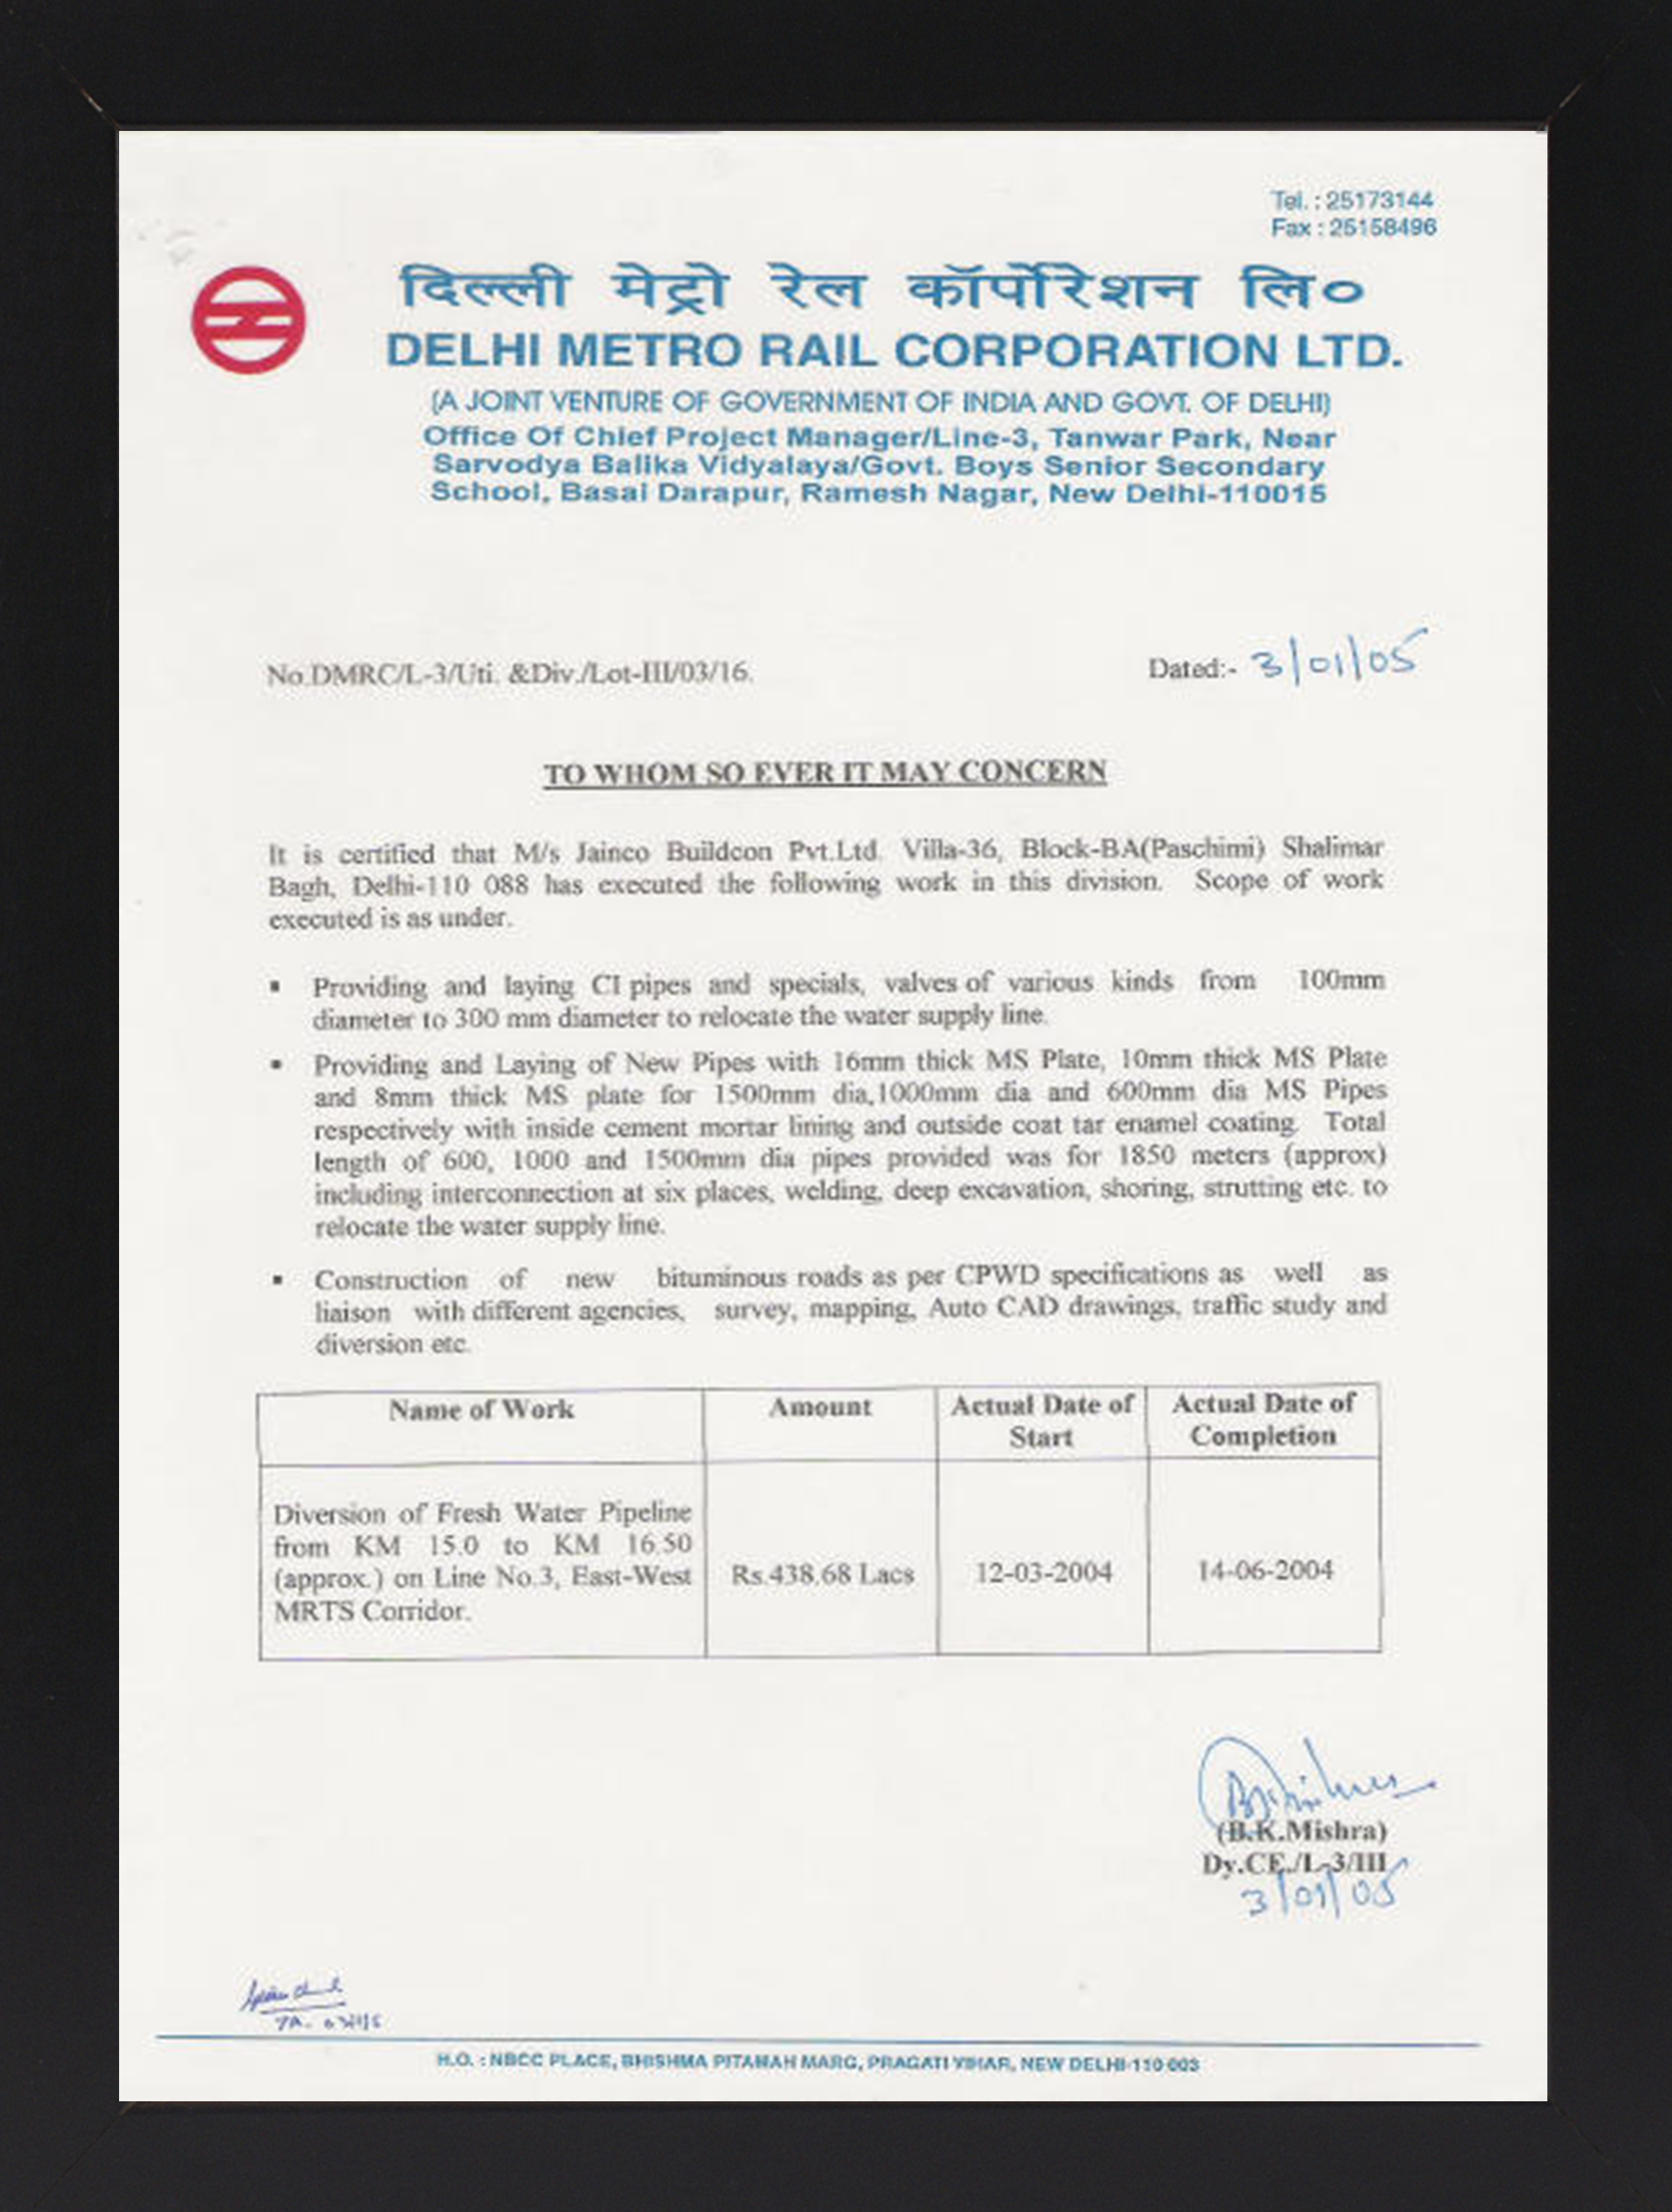 Tel. : 25173144
Fax : 25158496
दिल्ली मेट्रो रेल कॉर्पोरेशन लि०
DELHI METRO RAIL CORPORATION LTD.
(A JOINT VENTURE OF GOVERNMENT OF INDIA AND GOVT. OF DELHI)
Office Of Chief Project Manager/Line-3, Tanwar Park, Near
Sarvodya Balika Vidyalaya/Govt. Boys Senior Secondary
School, Basai Darapur, Ramesh Nagar, New Delhi-110015
No.DMRC/L-3/Uti. &Div./Lot-III/03/16.
Dated:- 3/01/05
TO WHOM SO EVER IT MAY CONCERN
It is certified that M/s Jainco Buildcon Pvt.Ltd. Villa-36, Block-BA(Paschimi) Shalimar
Bagh, Delhi-110 088 has executed the following work in this division. Scope of work
executed is as under.
▪ Providing and laying CI pipes and specials, valves of various kinds from 100mm
diameter to 300 mm diameter to relocate the water supply line.
▪ Providing and Laying of New Pipes with 16mm thick MS Plate, 10mm thick MS Plate
and 8mm thick MS plate for 1500mm dia,1000mm dia and 600mm dia MS Pipes
respectively with inside cement mortar lining and outside coat tar enamel coating. Total
length of 600, 1000 and 1500mm dia pipes provided was for 1850 meters (approx)
including interconnection at six places, welding, deep excavation, shoring, strutting etc. to
relocate the water supply line.
▪ Construction of new bituminous roads as per CPWD specifications as well as
liaison with different agencies, survey, mapping, Auto CAD drawings, traffic study and
diversion etc.
Name of Work
Amount
Actual Date of
Start
Actual Date of
Completion
Diversion of Fresh Water Pipeline
from KM 15.0 to KM 16.50
(approx.) on Line No.3, East-West
MRTS Corridor.
Rs.438.68 Lacs
12-03-2004
14-06-2004
(B.K.Mishra)
Dy.CE./L-3/III
3/01/05
H.O. : NBCC PLACE, BHISHMA PITAMAH MARG, PRAGATI VIHAR, NEW DELHI-110 003